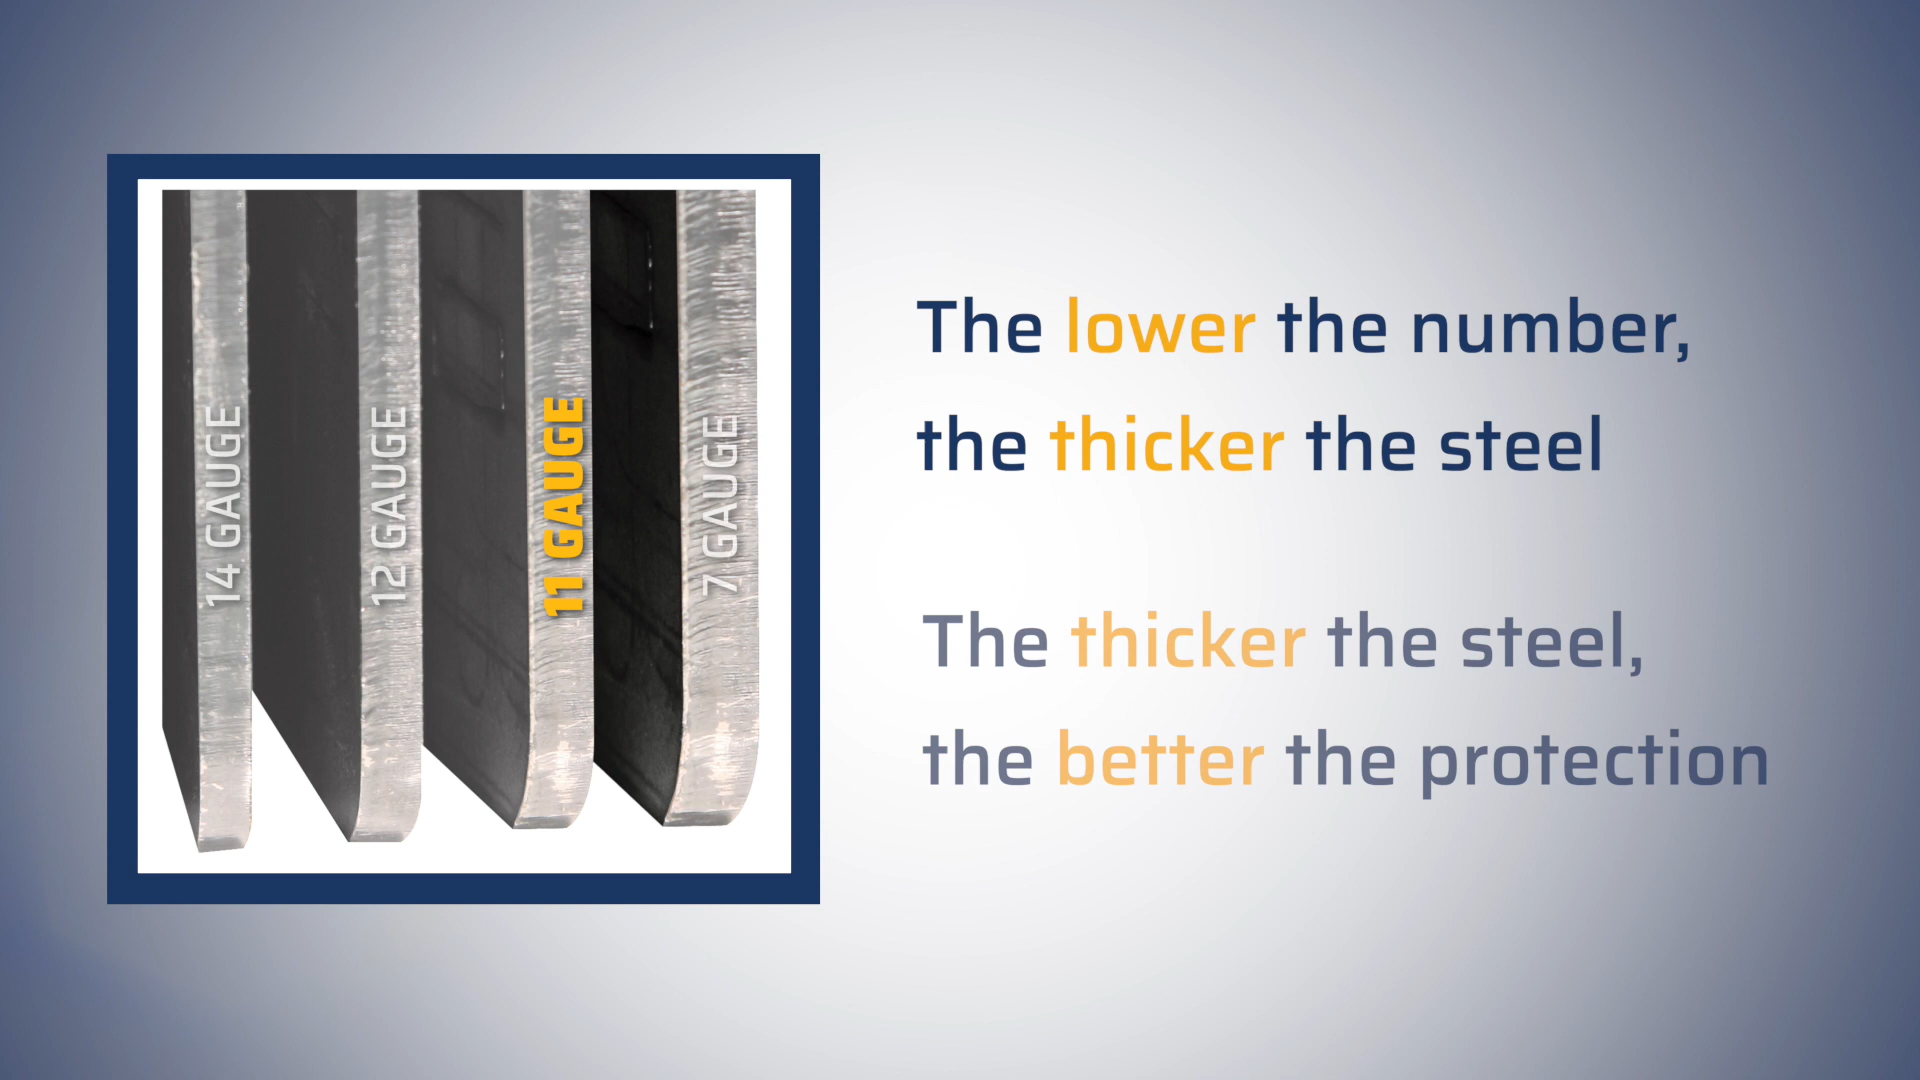 14 GAUGE
12 GAUGE
11 GAUGE
7 GAUGE
The lower the number,
the thicker the steel
The thicker the steel,
the better the protection